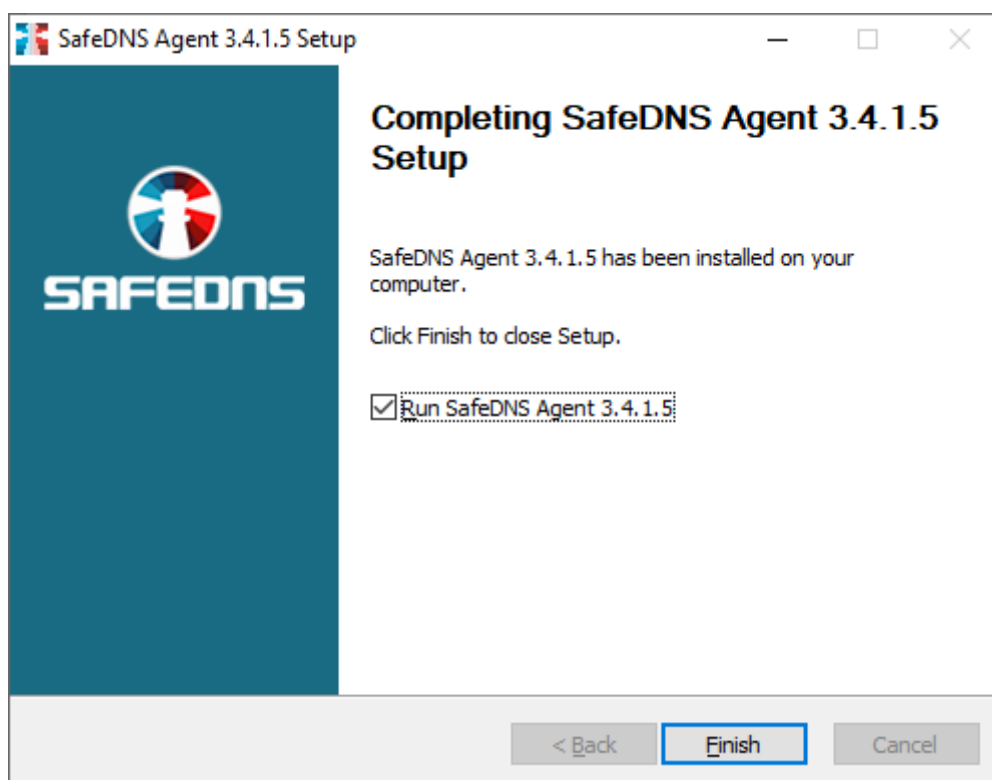 SafeDNS Agent 3.4.1.5 Setup
SAFEDNS
Completing SafeDNS Agent 3.4.1.5
Setup
SafeDNS Agent 3.4.1.5 has been installed on your
computer.
Click Finish to close Setup.
Run SafeDNS Agent 3.4.1.5
< Back
Finish
Cancel